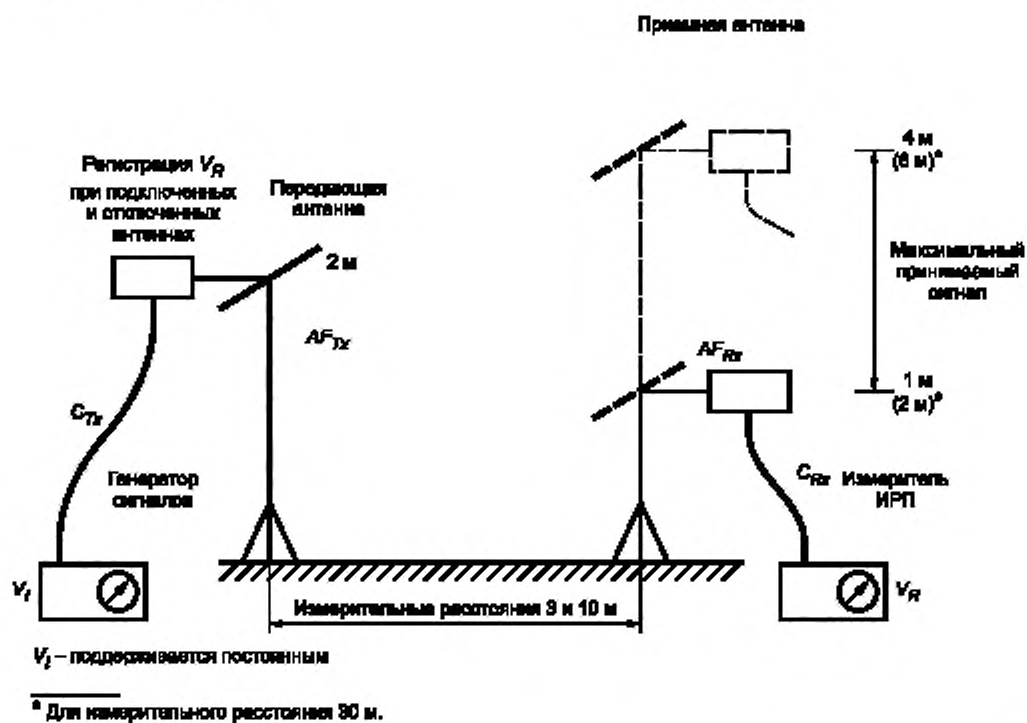 Приемная антенна
4 м
(6 м)ª
Регистрация V_R
при подключенных
и отключенных
антеннах
Передающая
антенна
2 м
Максимальный
принимаемый
сигнал
AF_Tx
AF_Rx
1 м
(2 м)ª
C_Tx
Генератор
сигналов
C_Rx
Измеритель
ИРП
V_I
V_R
Измерительные расстояния 3 и 10 м
V_I – поддерживается постоянным
ª Для измерительного расстояния 30 м.